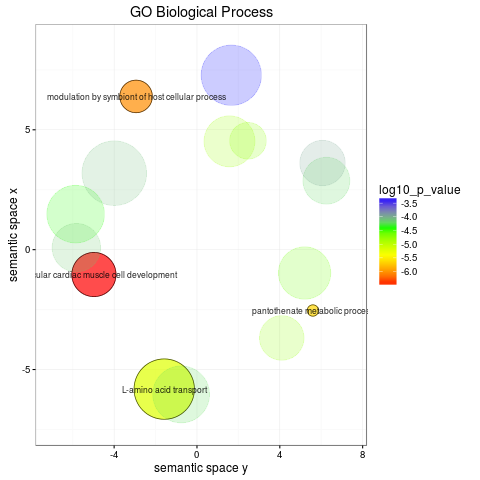 GO Biological Process
modulation by symbiont of host cellular process
cardiac muscle cell development
pantothenate metabolic
L-amino acid transport
5
0
-5
-4
0
4
8
semantic space y
semantic space x
log10_p_value
-3.5
-4.0
-4.5
-5.0
-5.5
-6.0